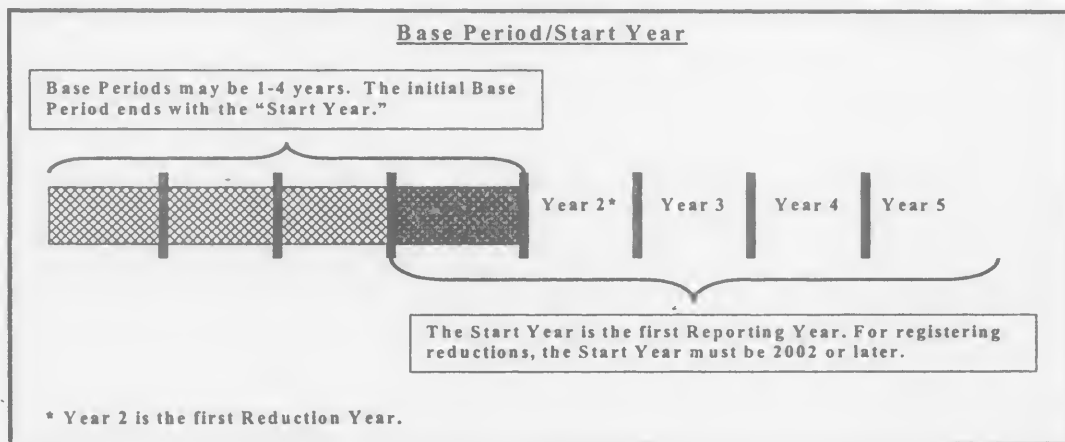 Base Period/Start Year
Base Periods may be 1-4 years. The initial Base
Period ends with the “Start Year.”
Year 2* Year 3 Year 4 Year 5
The Start Year is the first Reporting Year. For registering
reductions, the Start Year must be 2002 or later.
* Year 2 is the first Reduction Year.